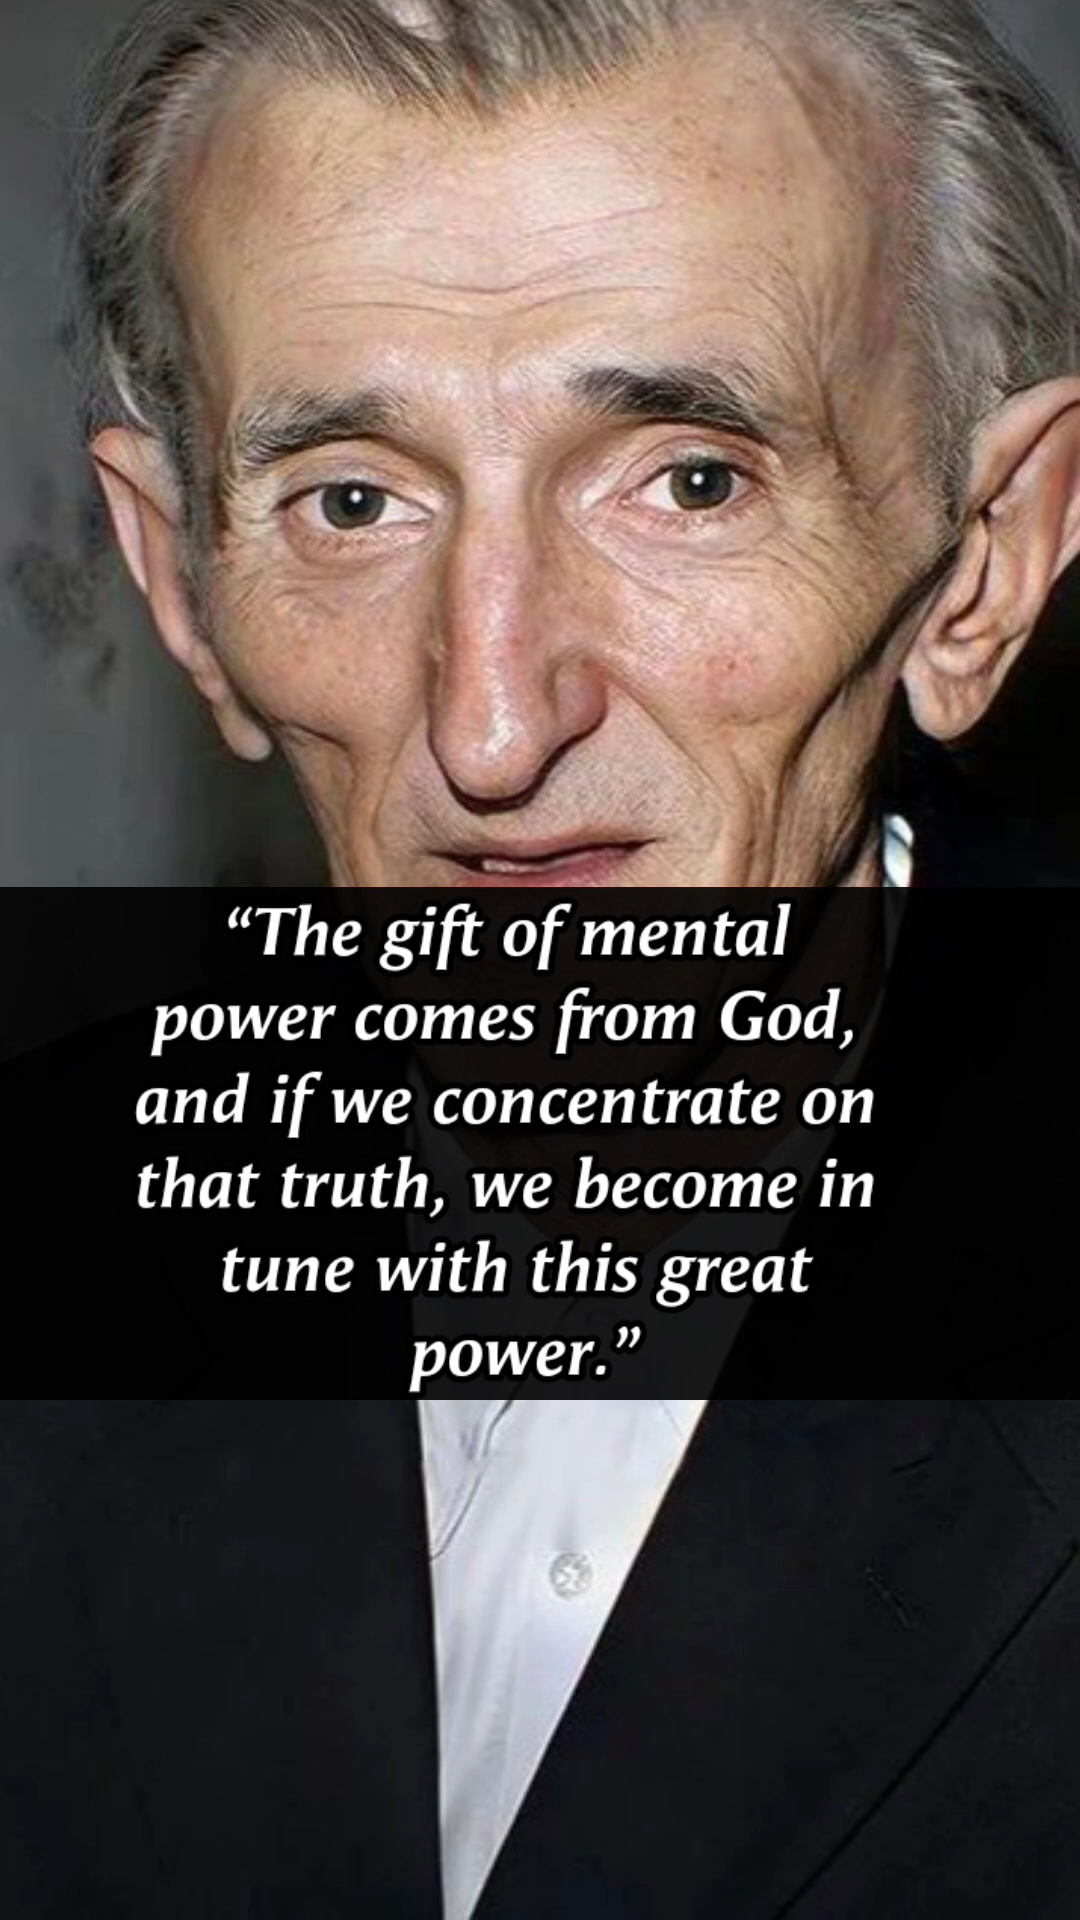 “The gift of mental
power comes from God,
and if we concentrate on
that truth, we become in
tune with this great
power.”